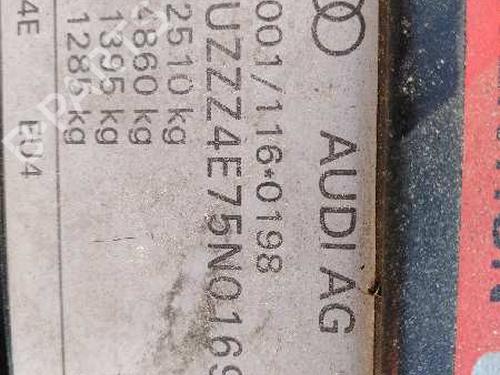 AUDI AG
001/116*0198
UZZZ4E75N0169
2510 kg
4860 kg
1395 kg
1285 kg
4E
EU4